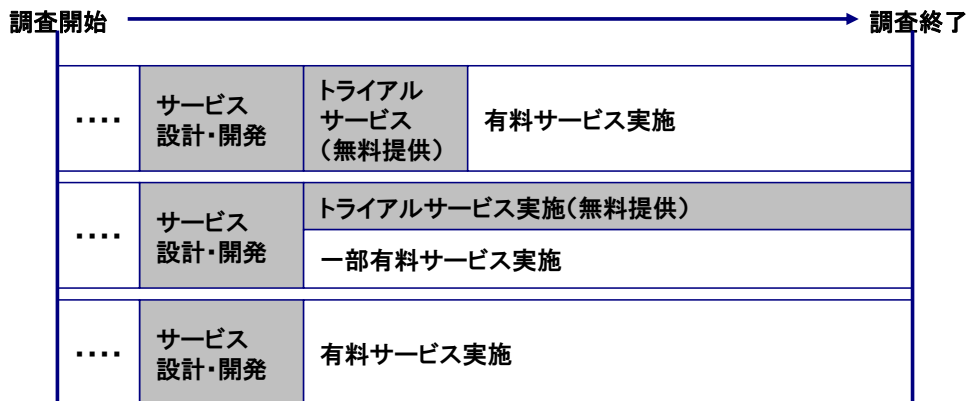 調査開始
調査終了
････
サービス
設計・開発
トライアル
サービス
（無料提供）
有料サービス実施
････
サービス
設計・開発
トライアルサービス実施（無料提供）
一部有料サービス実施
････
サービス
設計・開発
有料サービス実施